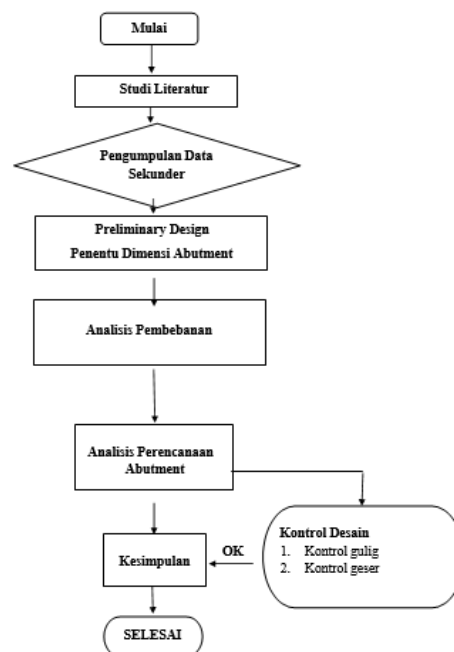 Mulai
Studi Literatur
Pengumpulan Data
Sekunder
Preliminary Design
Penentu Dimensi Abutment
Analisis Pembebanan
Analisis Perencanaan
Abutment
Kontrol Desain
1. Kontrol gulig
2. Kontrol geser
OK
Kesimpulan
SELESAI